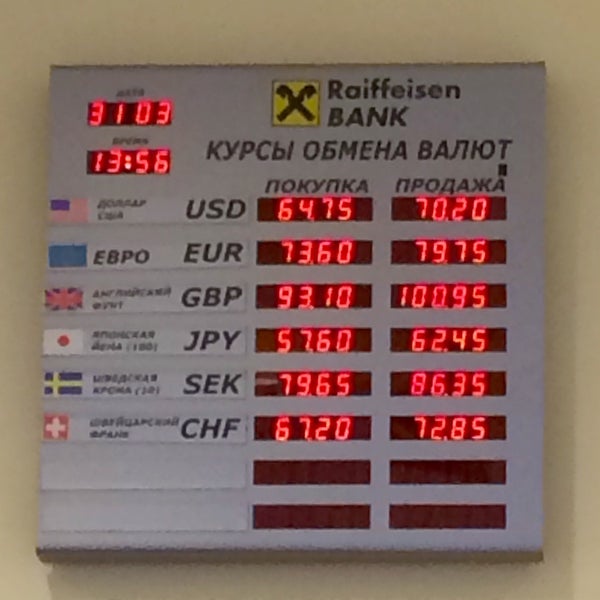 ДАТА
31 03
ВРЕМЯ
13:56
Raiffeisen
BANK
КУРСЫ ОБМЕНА ВАЛЮТ
ПОКУПКА ПРОДАЖА
ДОЛЛАР
США
USD 64.75 70.20
ЕВРО EUR 73.60 79.75
АНГЛИЙСКИЙ
ФУНТ
GBP 93.10 100.95
ЯПОНСКАЯ
ЙЕНА (100)
JPY 57.60 62.45
ШВЕДСКАЯ
КРОНА (10)
SEK 79.65 86.35
ШВЕЙЦАРСКИЙ
ФРАНК
CHF 67.20 72.85